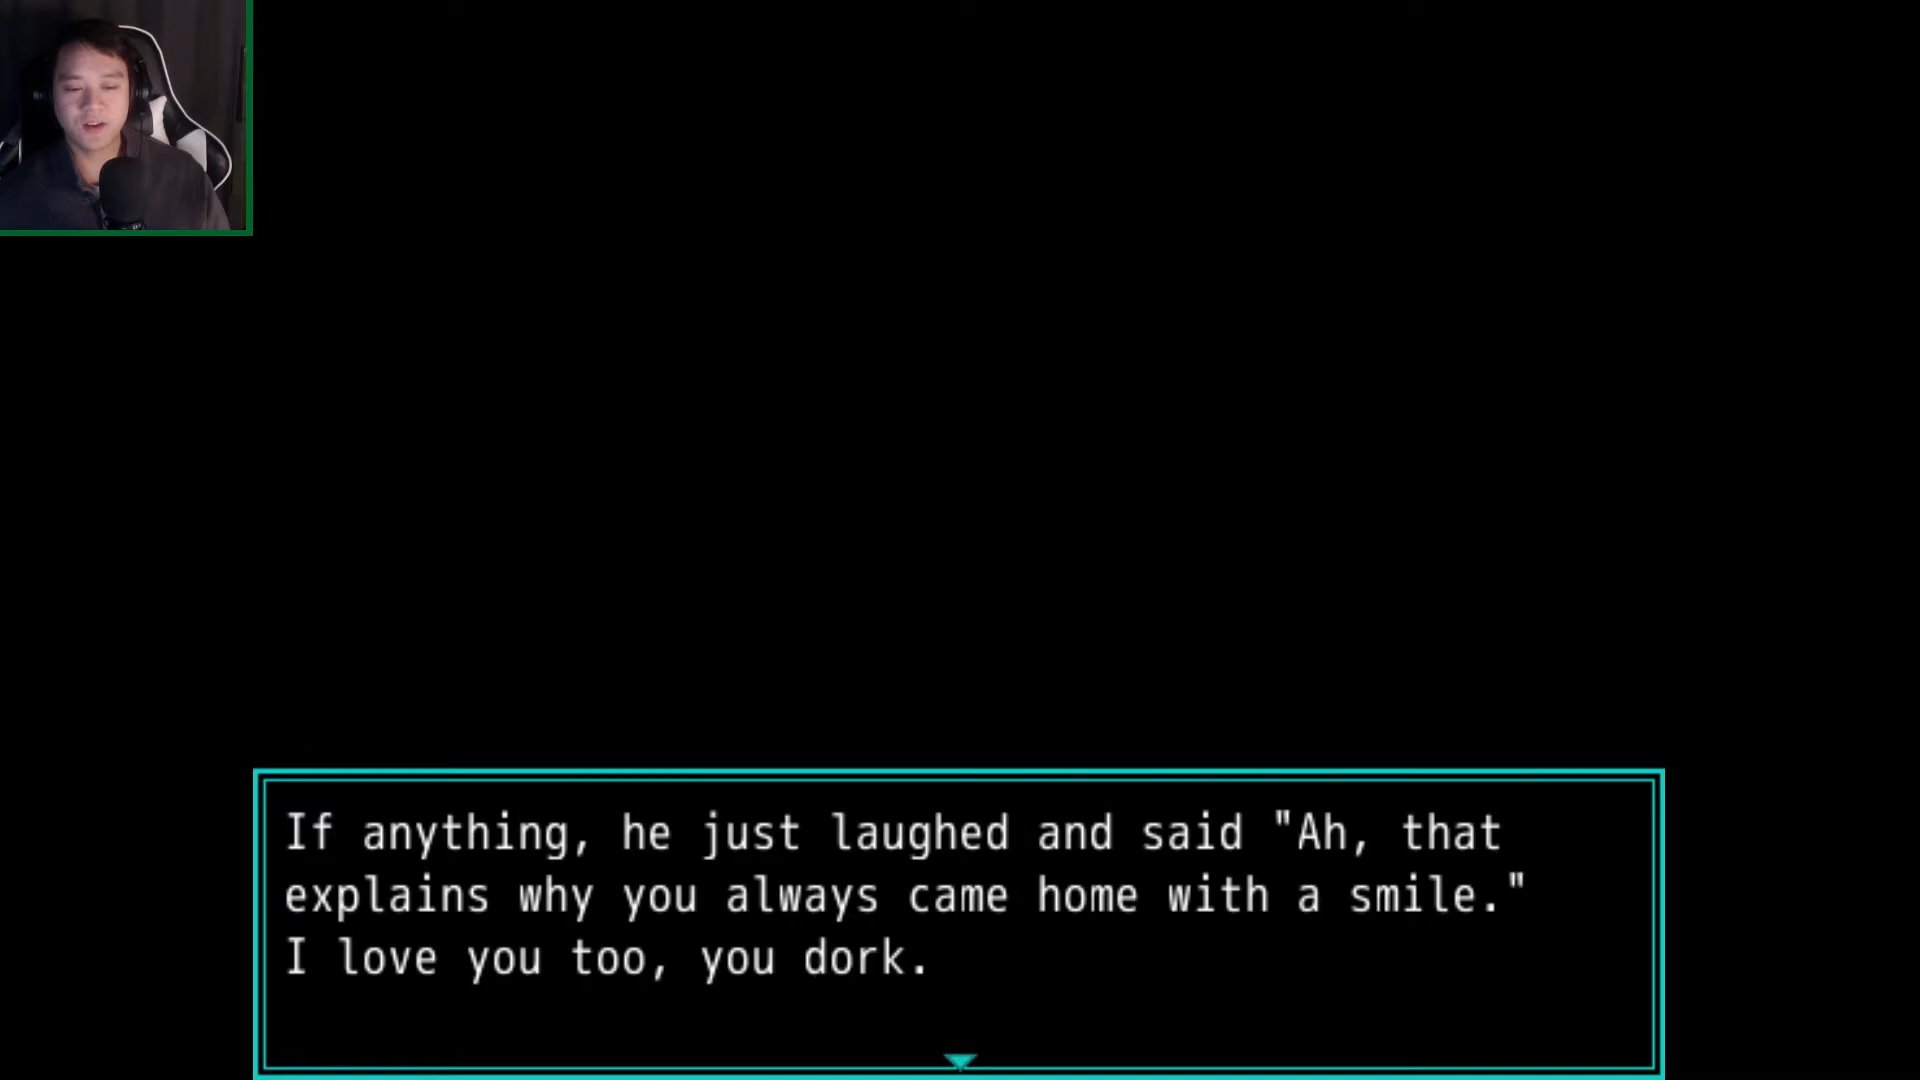 If anything, he just laughed and said "Ah, that
explains why you always came home with a smile."
I love you too, you dork.